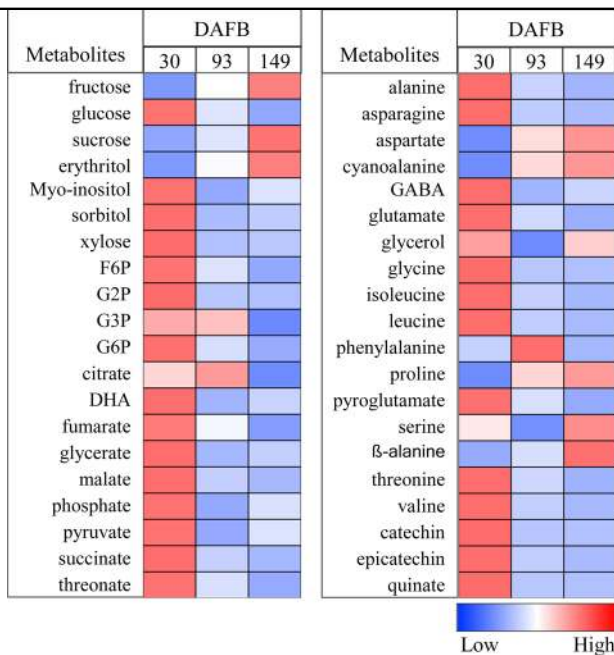 Metabolites DAFB
30 93 149
fructose
glucose
sucrose
erythritol
Myo-inositol
sorbitol
xylose
F6P
G2P
G3P
G6P
citrate
DHA
fumarate
glycerate
malate
phosphate
pyruvate
succinate
threonate
Metabolites DAFB
30 93 149
alanine
asparagine
aspartate
cyanoalanine
GABA
glutamate
glycerol
glycine
isoleucine
leucine
phenylalanine
proline
pyroglutamate
serine
ß-alanine
threonine
valine
catechin
epicatechin
quinate
Low High